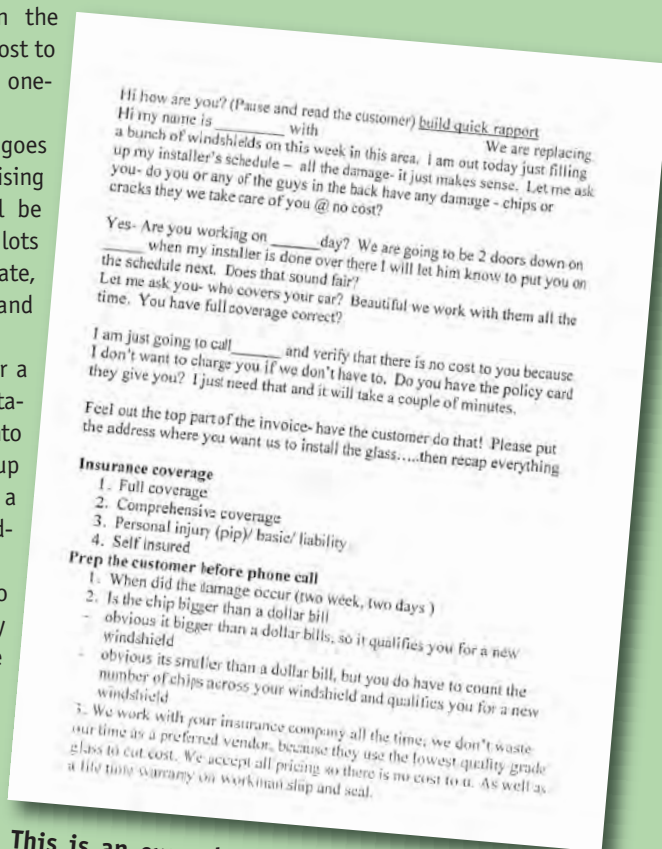 n the
ost to
one-
goes
ising
l be
lots
ate,
and
r a
ta-
nto
up
a
d-
o
y
e
Hi how are you? (Pause and read the customer) build quick rapport
Hi my name is ________ with We are replacing
a bunch of windshields on this week in this area. I am out today just filling
up my installer's schedule – all the damage- it just makes sense. Let me ask
you- do you or any of the guys in the back have any damage - chips or
cracks they we take care of you @ no cost?
Yes- Are you working on ______day? We are going to be 2 doors down on
_____ when my installer is done over there I will let him know to put you on
the schedule next. Does that sound fair?
Let me ask you- who covers your car? Beautiful we work with them all the
time. You have full coverage correct?
I am just going to call______ and verify that there is no cost to you because
I don't want to charge you if we don't have to. Do you have the policy card
they give you? I just need that and it will take a couple of minutes.
Feel out the top part of the invoice- have the customer do that! Please put
the address where you want us to install the glass.....then recap everything
Insurance coverage
1. Full coverage
2. Comprehensive coverage
3. Personal injury (pip)/ basic/ liability
4. Self insured
Prep the customer before phone call
1. When did the damage occur (two week, two days )
2. Is the chip bigger than a dollar bill
- obvious it bigger than a dollar bills, so it qualifies you for a new
windshield
- obvious its smaller than a dollar bill, but you do have to count the
number of chips across your windshield and qualifies you for a new
windshield
3. We work with your insurance company all the time; we don't waste
our time as a preferred vendor, because they use the lowest quality grade
glass to cut cost. We accept all pricing so there is no cost to u. As well as
a life time warranty on workman ship and seal.
This is an